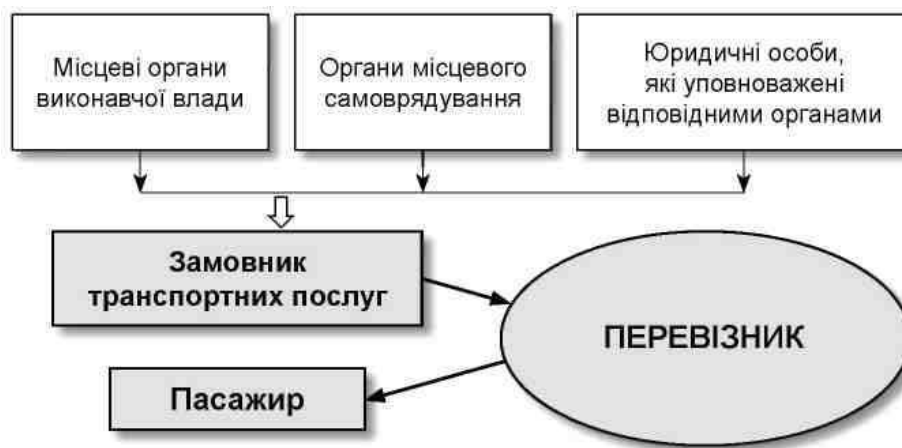 Місцеві органи
виконавчої влади
Органи місцевого
самоврядування
Юридичні особи,
які уповноважені
відповідними органами
Замовник
транспортних послуг
ПЕРЕВІЗНИК
Пасажир